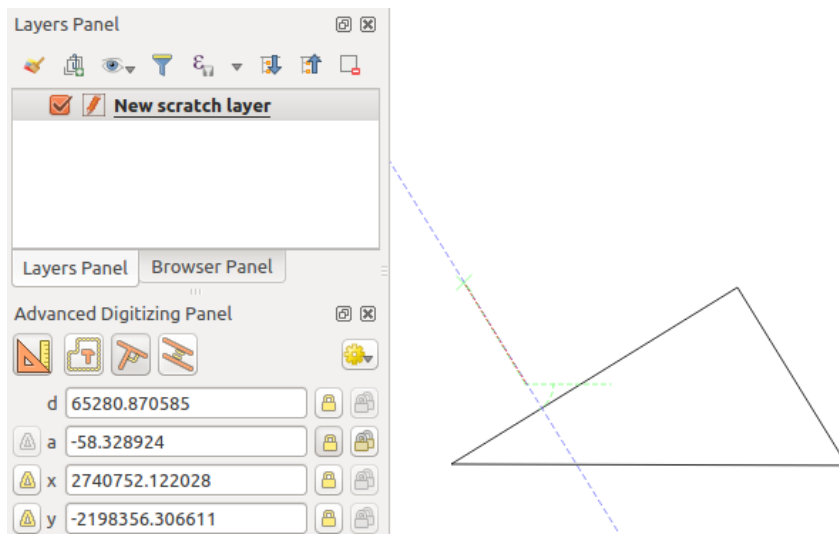 Layers Panel
New scratch layer
Layers Panel Browser Panel
Advanced Digitizing Panel
d 65280.870585
a -58.328924
x 2740752.122028
y -2198356.306611